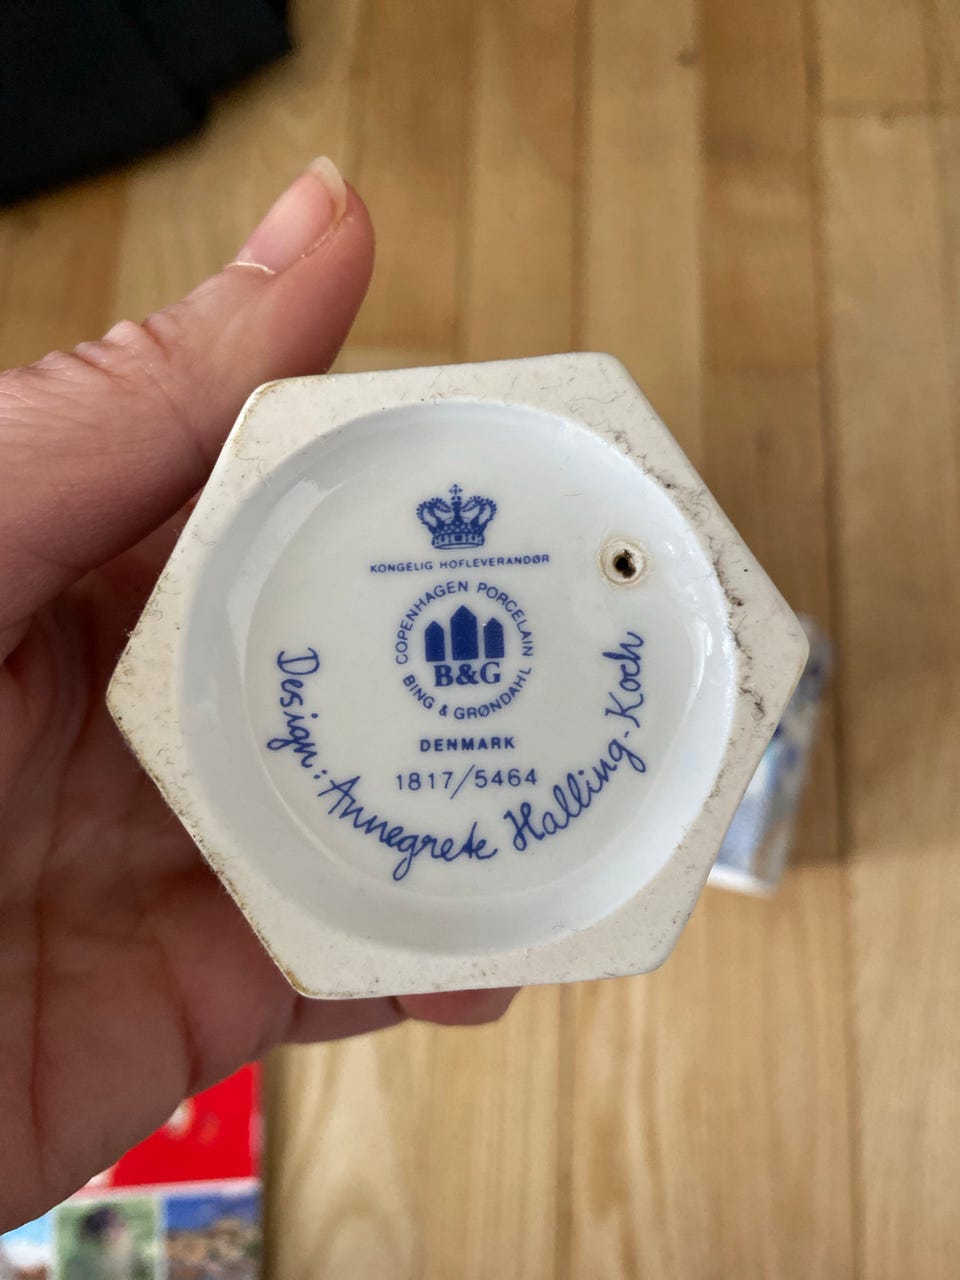 KONGELIG HOFLEVERANDØR
COPENHAGEN PORCELAIN
B&G
BING & GRØNDAHL
DENMARK
1817/5464
Design: Annegrete Halling-Koch